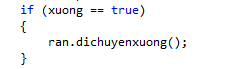 if (xuong == true)
{
ran.dichuyenxuong();
}